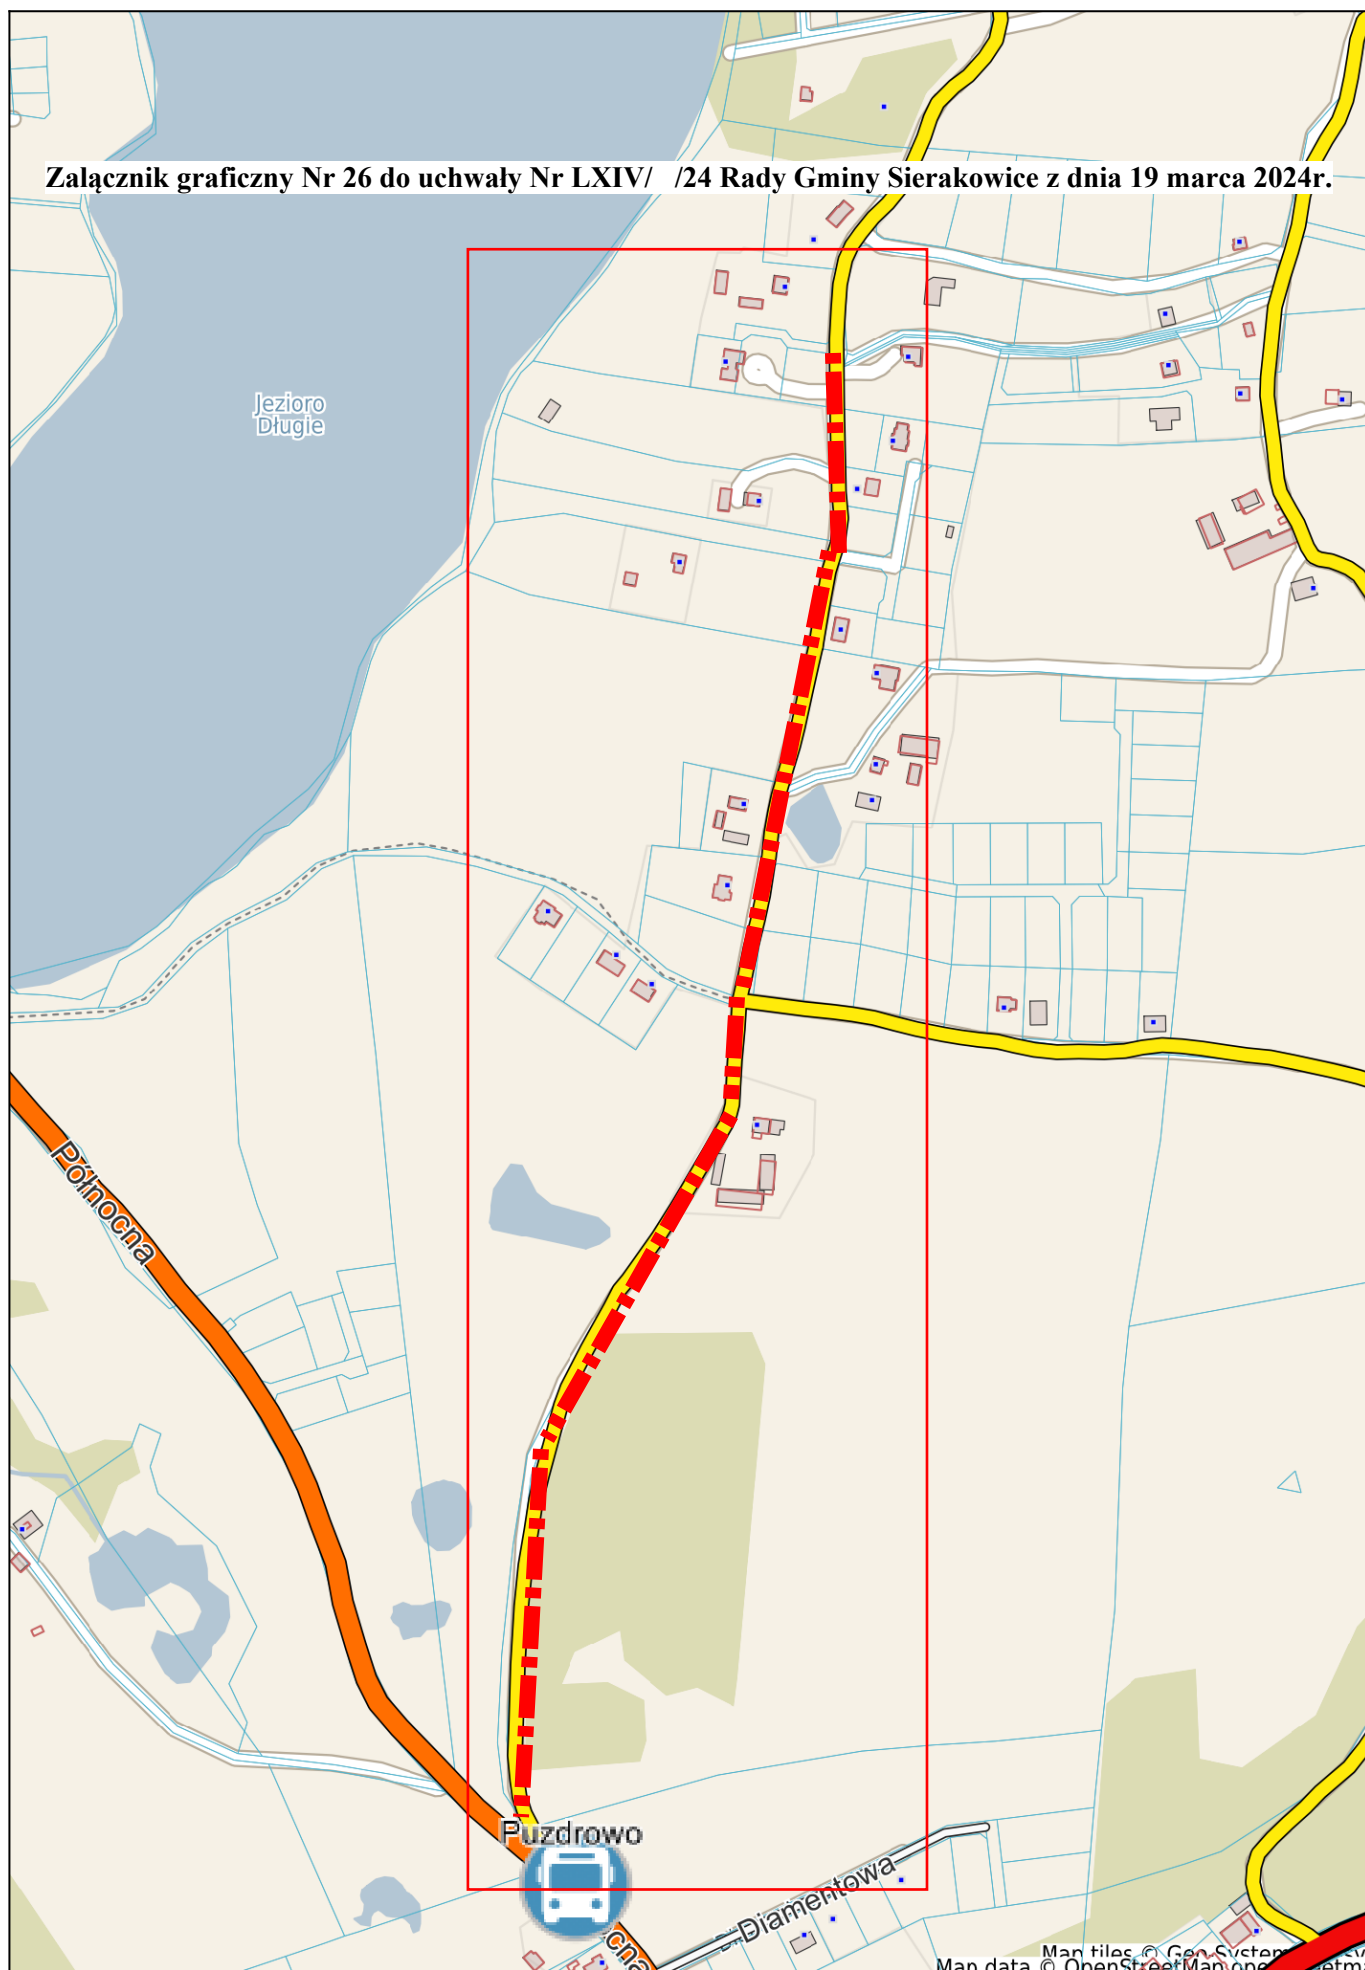 Załącznik graficzny Nr 26 do uchwały Nr LXIV/   /24 Rady Gminy Sierakowice z dnia 19 marca 2024r.
Jezioro
Długie
Północna
Puzdrowo
Diamentowa
Map tiles © Geo-System
Map data © OpenStreetMap